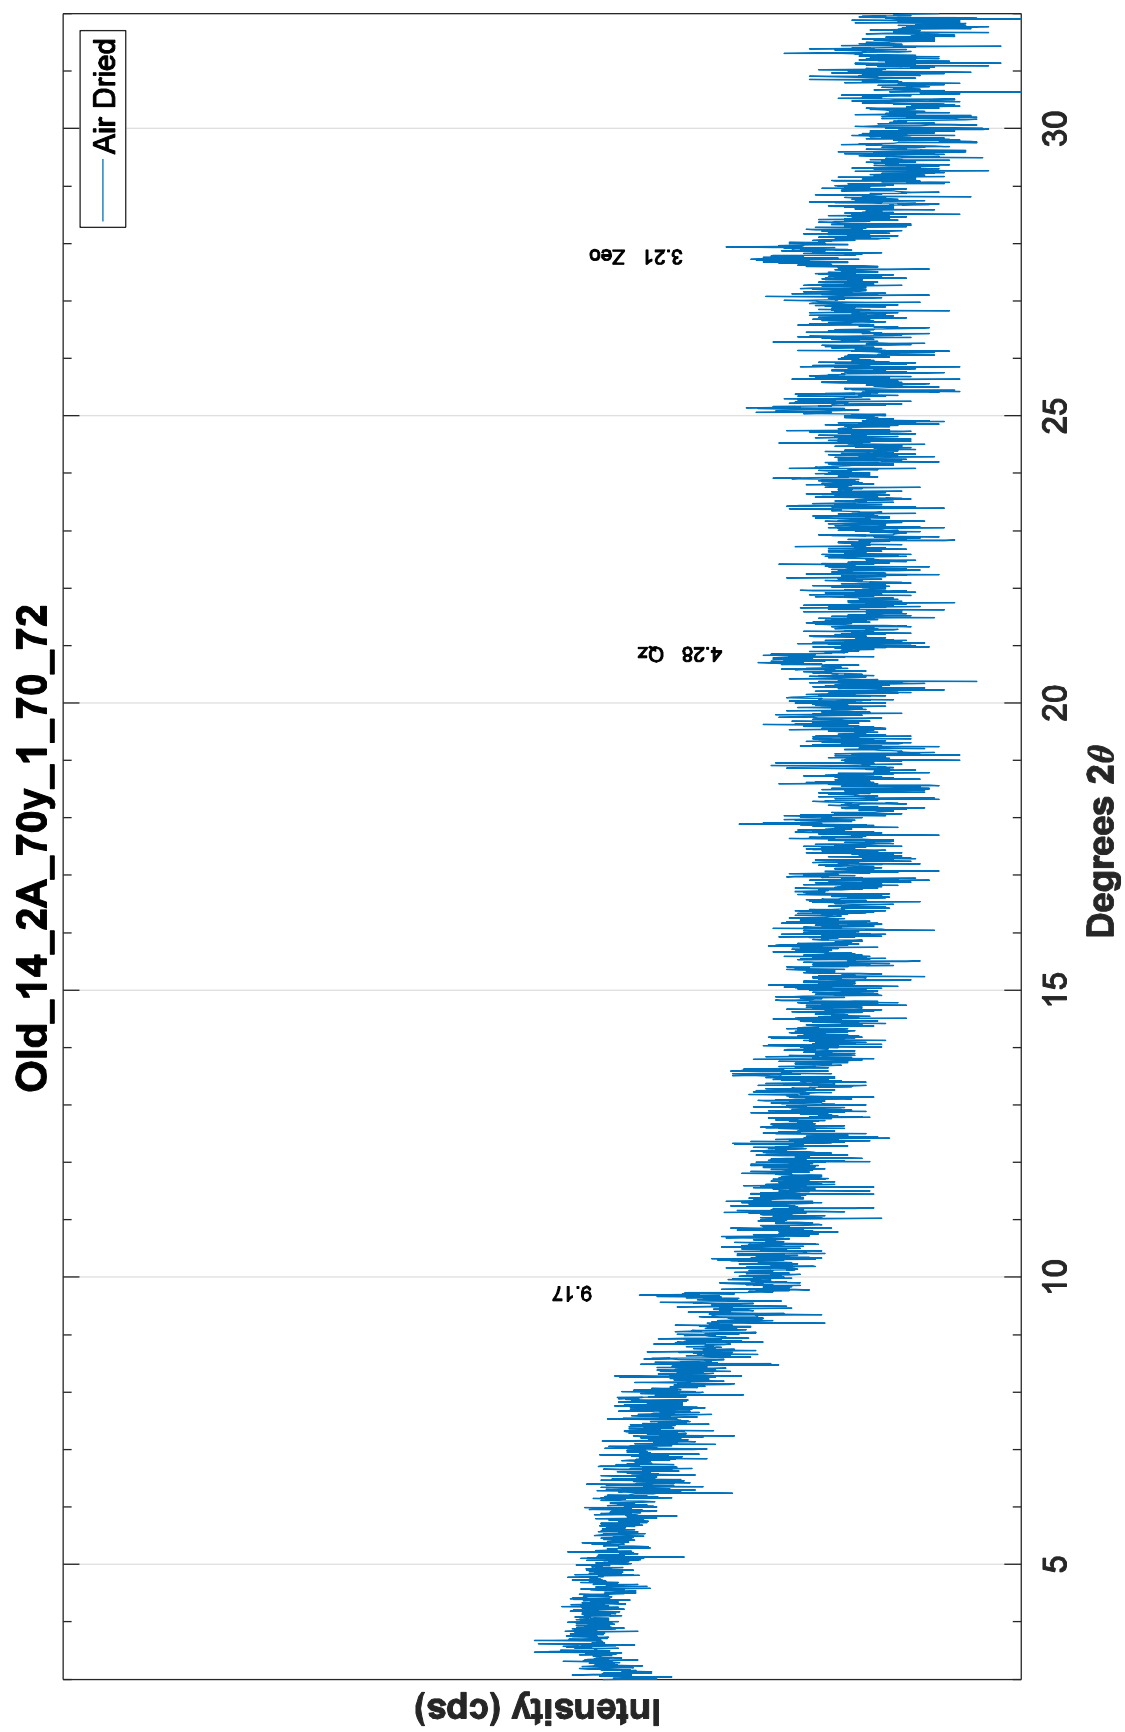 Old_14_2A_70y_1_70_72
Air Dried
Intensity (cps)
9.17
4.28 Qz
3.21 Zeo
5
10
15
20
25
30
Degrees 2θ